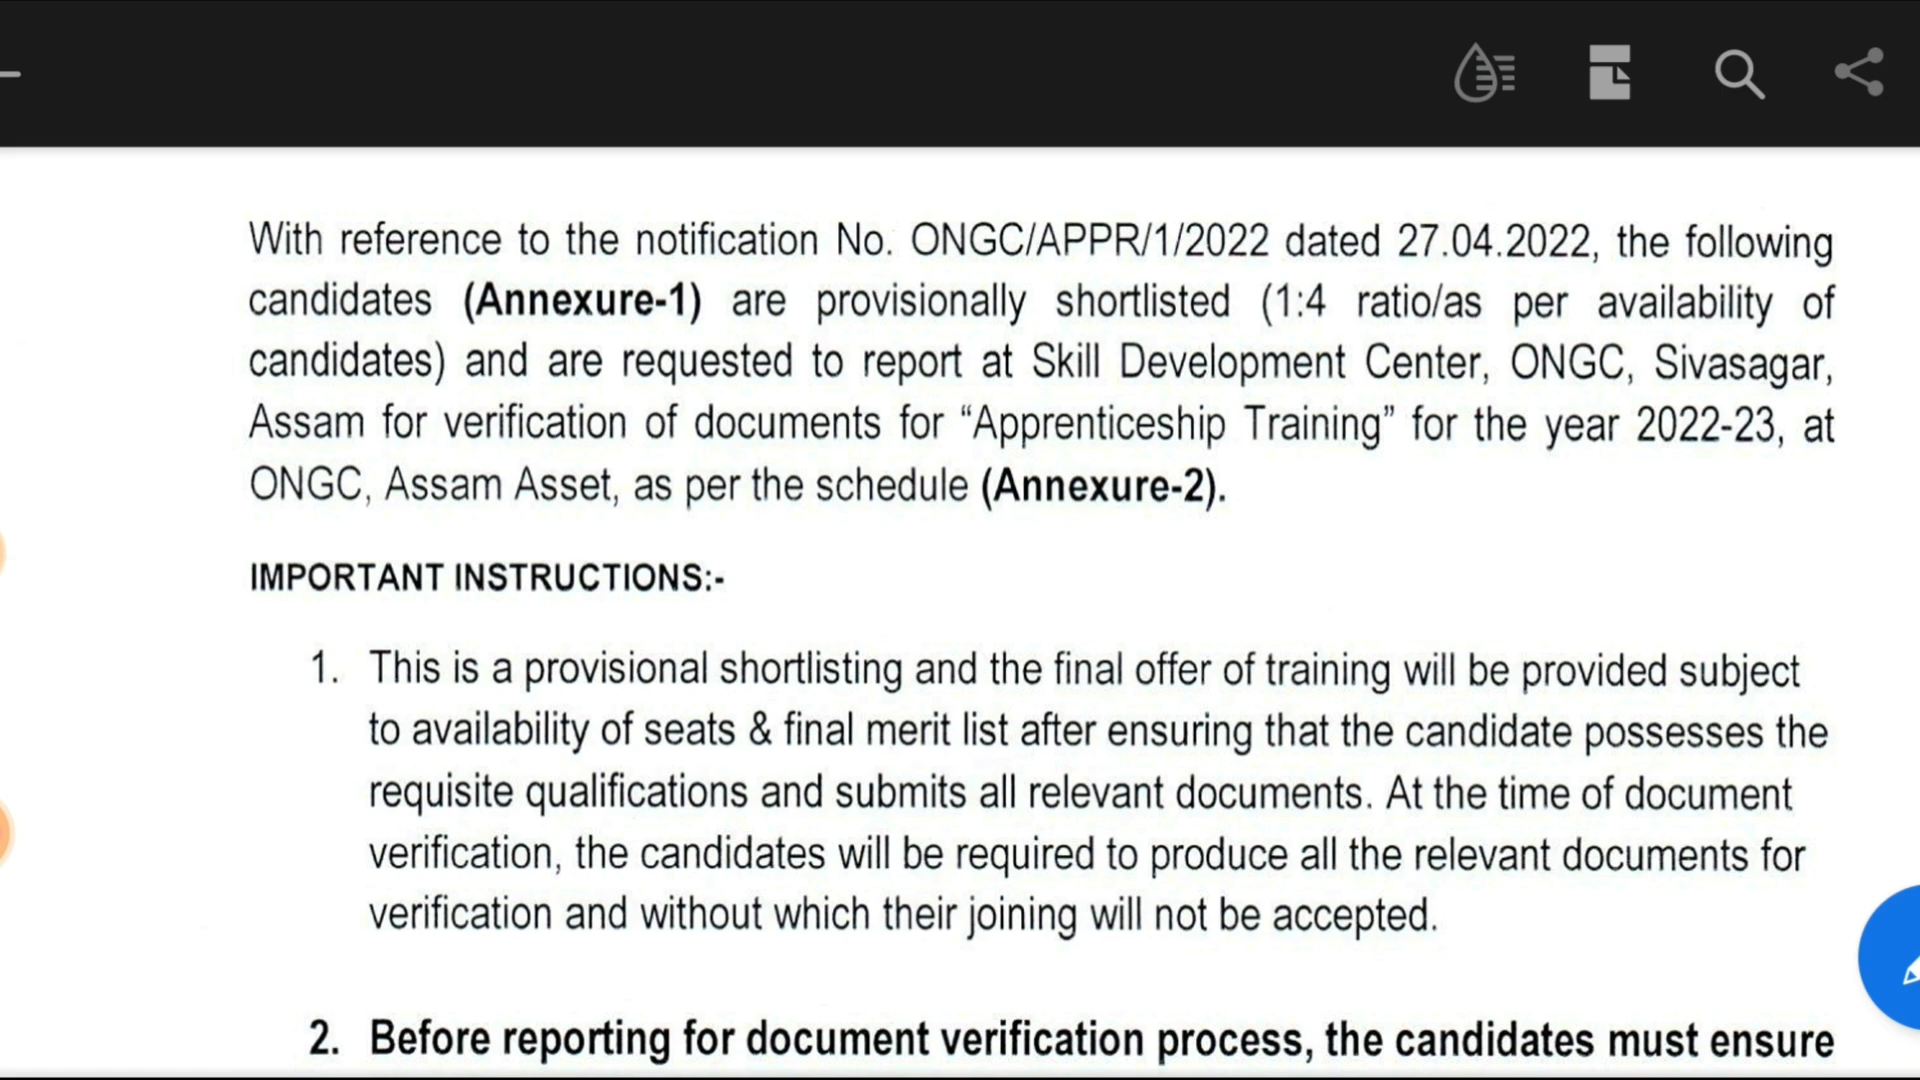 With reference to the notification No. ONGC/APPR/1/2022 dated 27.04.2022, the following
candidates (Annexure-1) are provisionally shortlisted (1:4 ratio/as per availability of
candidates) and are requested to report at Skill Development Center, ONGC, Sivasagar,
Assam for verification of documents for “Apprenticeship Training” for the year 2022-23, at
ONGC, Assam Asset, as per the schedule (Annexure-2).
IMPORTANT INSTRUCTIONS:-
1. This is a provisional shortlisting and the final offer of training will be provided subject
to availability of seats & final merit list after ensuring that the candidate possesses the
requisite qualifications and submits all relevant documents. At the time of document
verification, the candidates will be required to produce all the relevant documents for
verification and without which their joining will not be accepted.
2. Before reporting for document verification process, the candidates must ensure